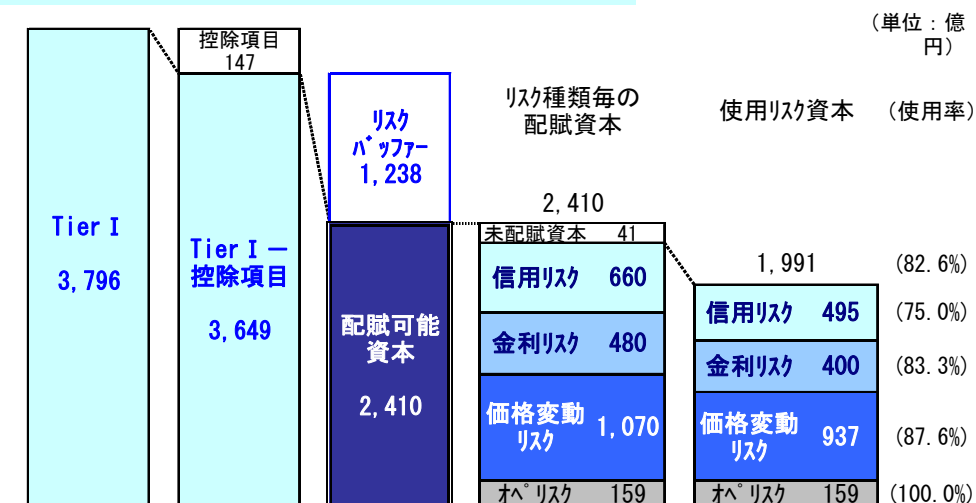 （単位：億
円）
控除項目
147
リスク種類毎の
配賦資本
使用リスク資本
（使用率）
リスク
バッファー
1,238
2,410
TierⅠ
3,796
TierⅠ－
控除項目
3,649
未配賦資本 41
1,991
(82.6%)
信用リスク 660
信用リスク 495
(75.0%)
配賦可能
資本
2,410
金利リスク 480
金利リスク 400
(83.3%)
価格変動
リスク
1,070
価格変動
リスク
937
(87.6%)
オペリスク 159
オペリスク 159
(100.0%)